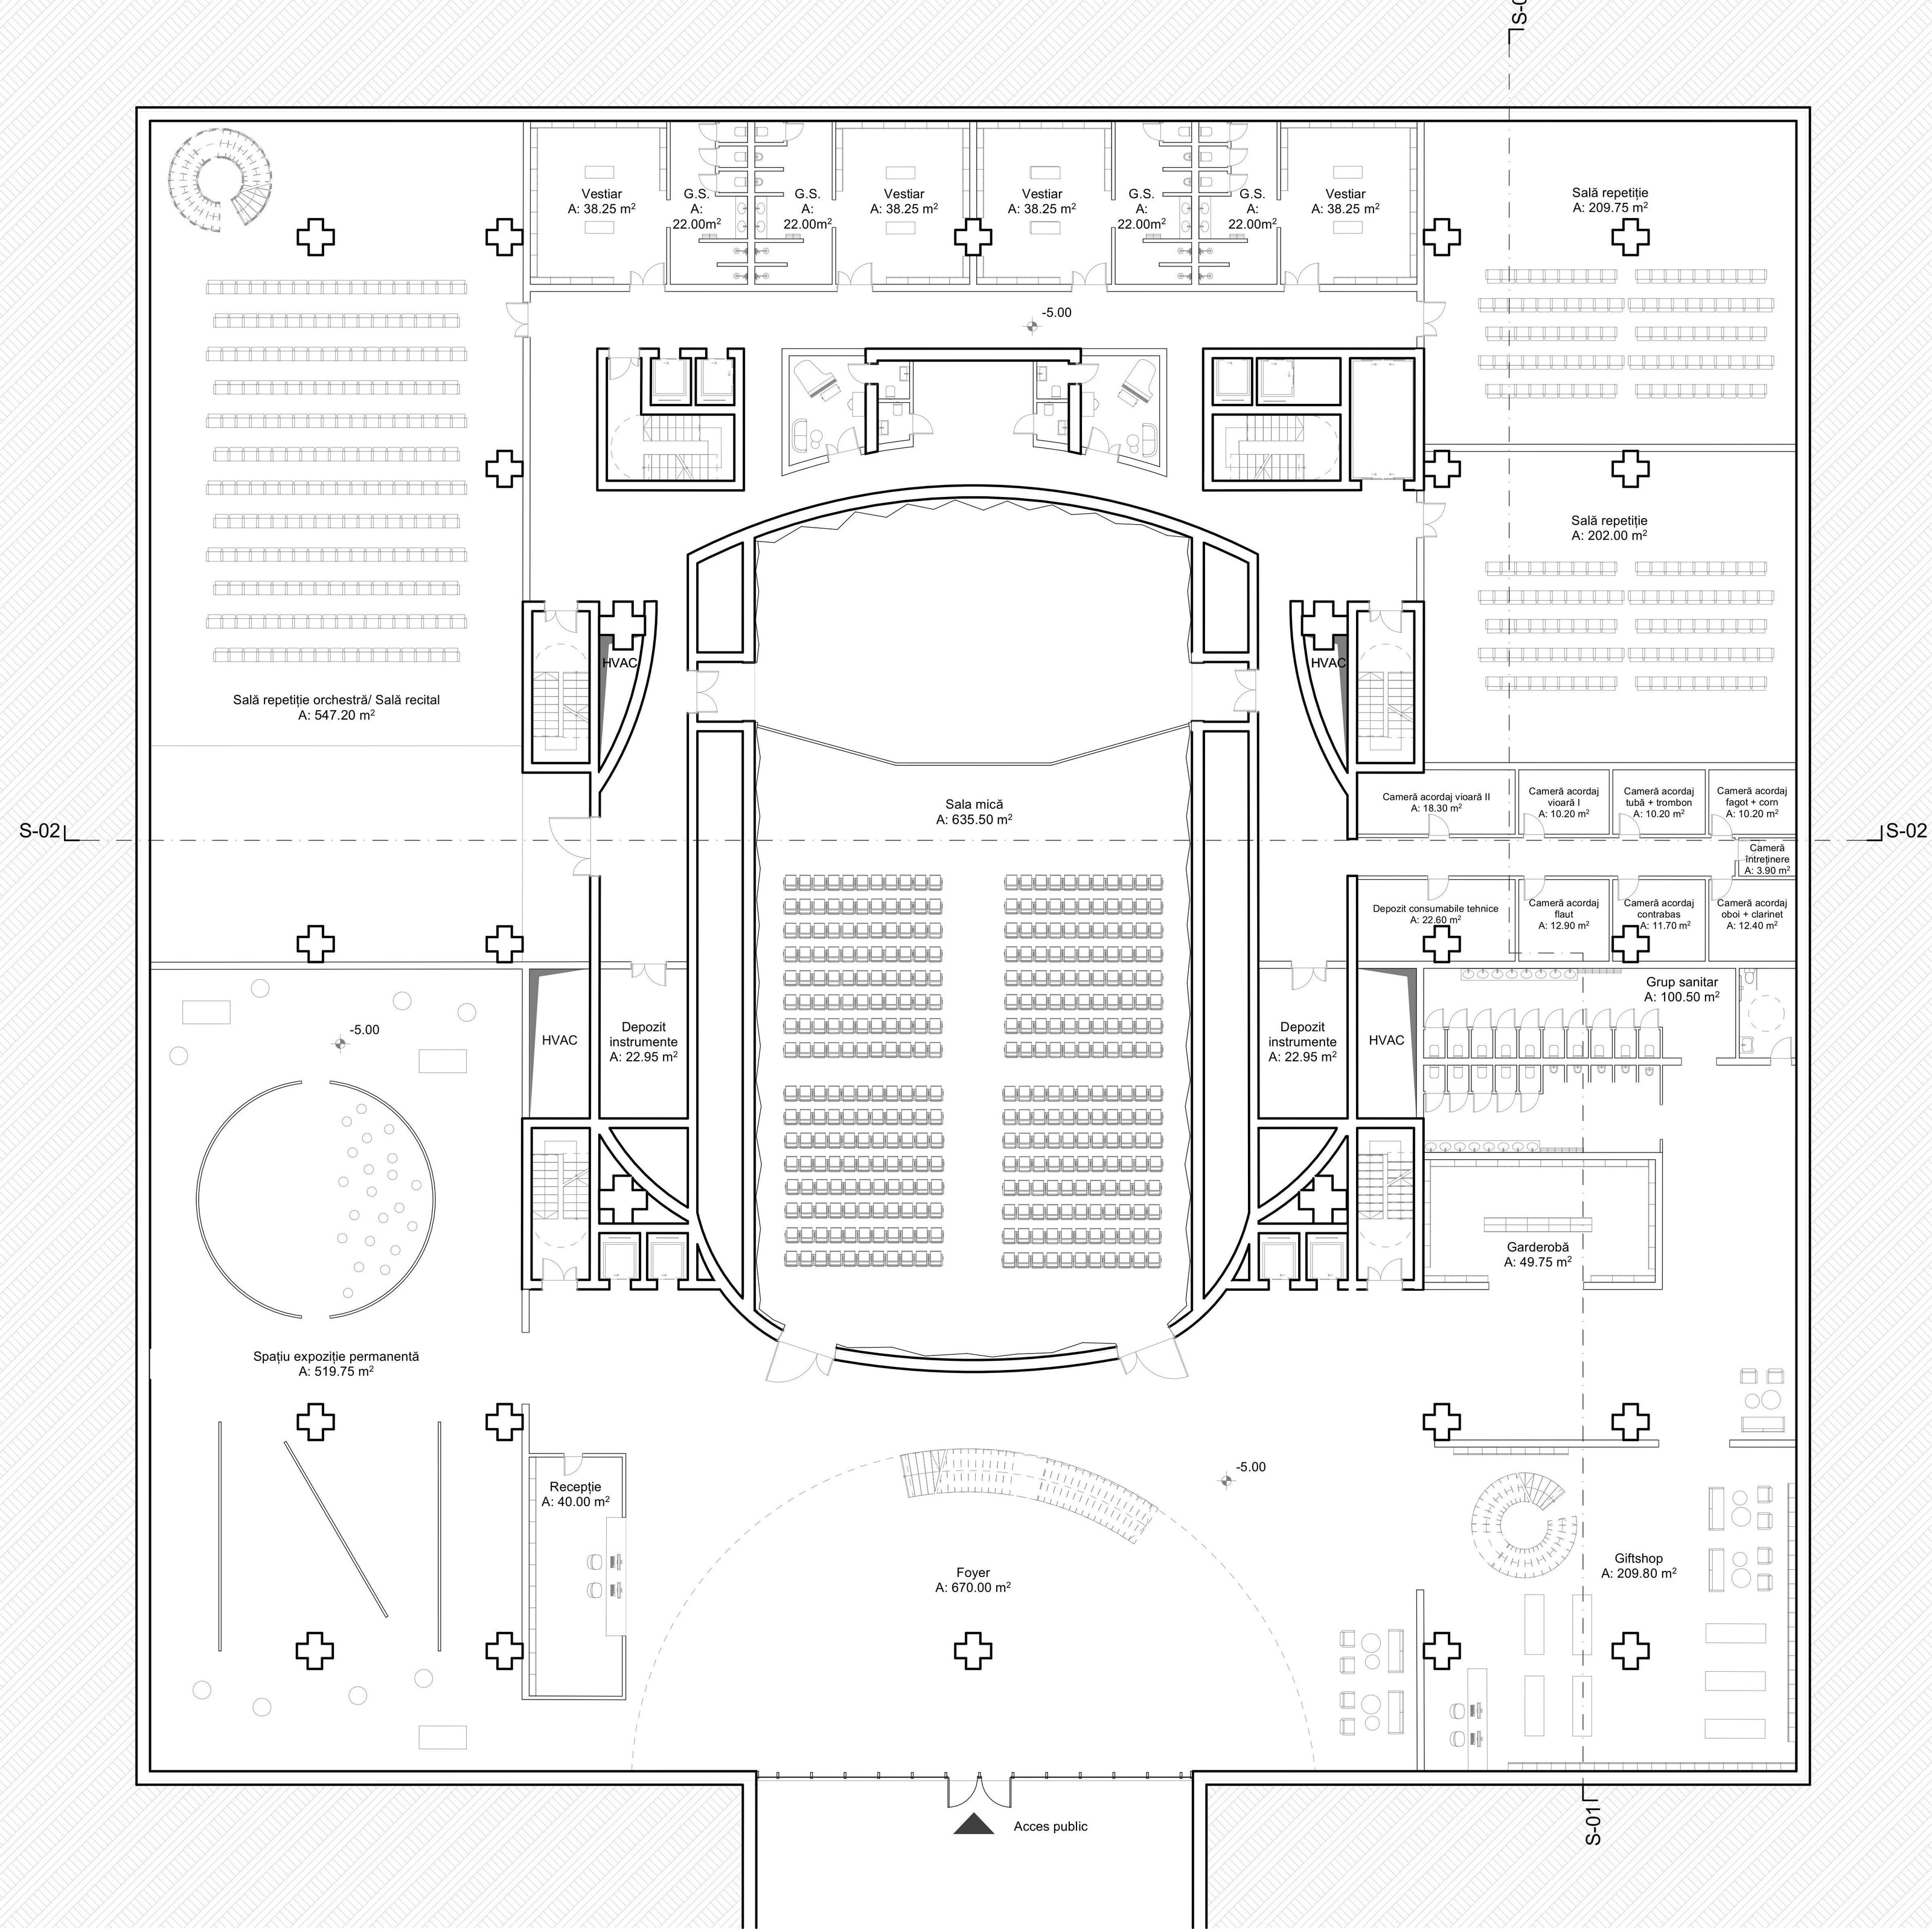 S-0
Vestiar
A: 38.25 m²
G.S.
A:
22.00m²
G.S.
A:
22.00m²
Vestiar
A: 38.25 m²
Vestiar
A: 38.25 m²
G.S.
A:
22.00m²
G.S.
A:
22.00m²
Vestiar
A: 38.25 m²
Sală repetiție
A: 209.75 m²
-5.00
Sală repetiție
A: 202.00 m²
HVAC
HVAC
Sală repetiție orchestră/ Sală recital
A: 547.20 m²
Sala mică
A: 635.50 m²
Cameră acordaj vioară II
A: 18.30 m²
Cameră acordaj
vioară I
A: 10.20 m²
Cameră acordaj
tubă + trombon
A: 10.20 m²
Cameră acordaj
fagot + corn
A: 10.20 m²
S-02
S-02
Cameră
întreținere
A: 3.90 m²
Depozit consumabile tehnice
A: 22.60 m²
Cameră acordaj
flaut
A: 12.90 m²
Cameră acordaj
contrabas
A: 11.70 m²
Cameră acordaj
oboi + clarinet
A: 12.40 m²
Grup sanitar
A: 100.50 m²
-5.00
HVAC
Depozit
instrumente
A: 22.95 m²
Depozit
instrumente
A: 22.95 m²
HVAC
Garderobă
A: 49.75 m²
Spațiu expoziție permanentă
A: 519.75 m²
-5.00
Recepție
A: 40.00 m²
Foyer
A: 670.00 m²
Giftshop
A: 209.80 m²
S-01
Acces public